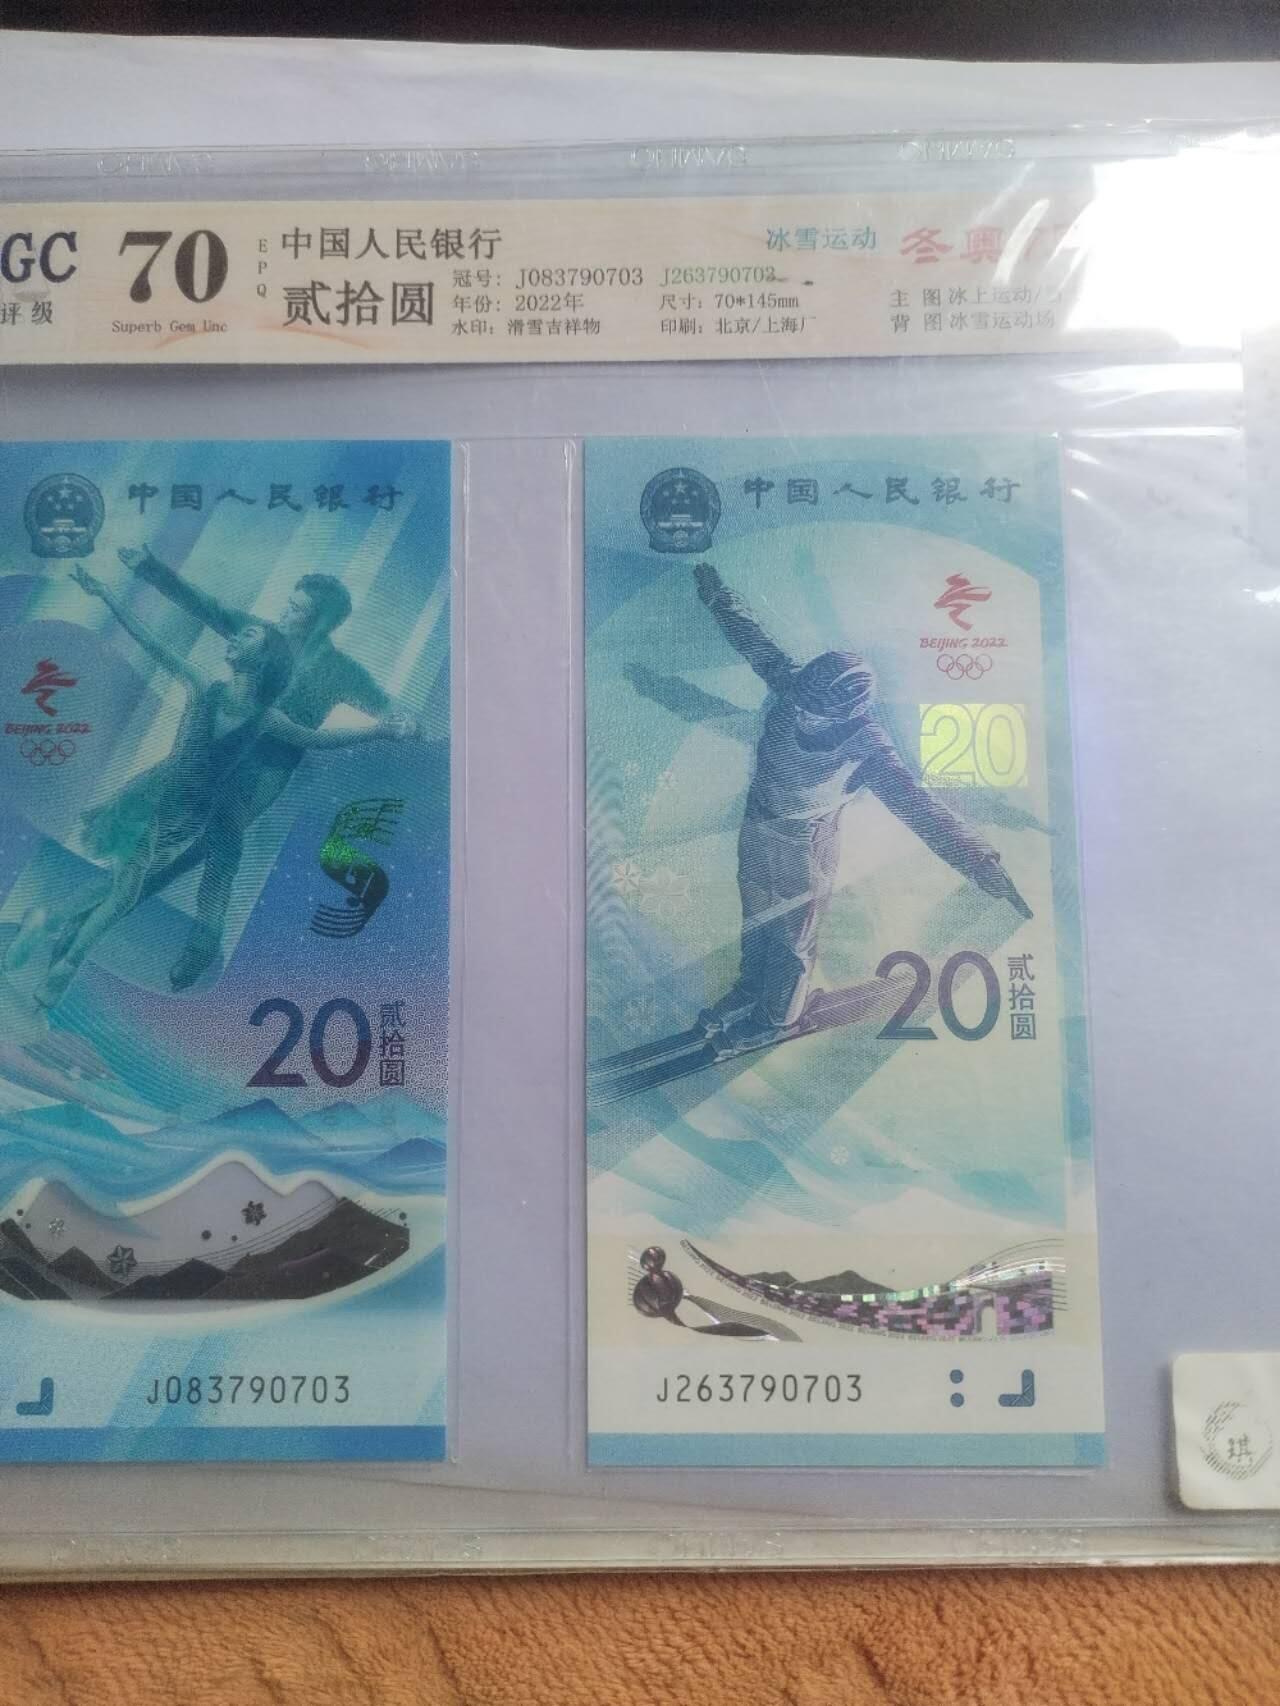 GC
评级
70
Superb Gem Unc
EPQ
中国人民银行
贰拾圆
冠号: J083790703 J263790703
年份: 2022年
尺寸: 70*145mm
水印: 滑雪吉祥物
印刷: 北京/上海厂
冰雪运动
冬奥
主 图 冰上运动/
背 图 冰雪运动场
中国人民银行
BEIJING 2022
20
贰拾圆
J083790703
中国人民银行
BEIJING 2022
20
20
贰拾圆
J263790703
琪